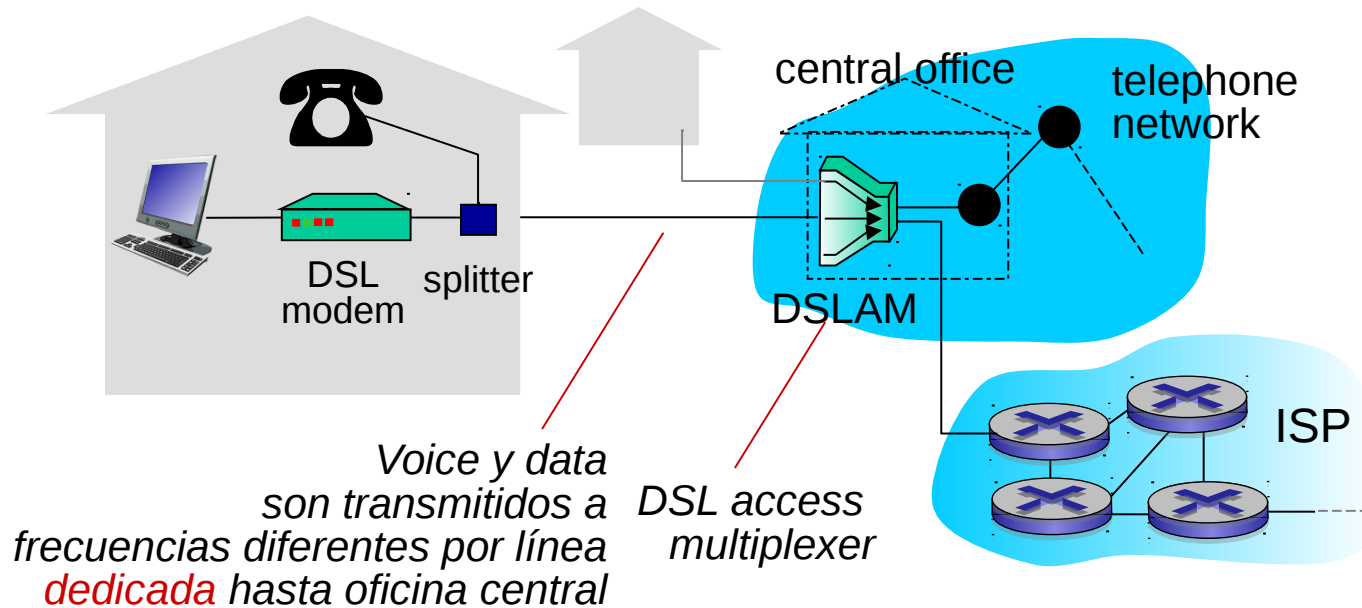 central office
telephone
network
DSL
modem
splitter
DSLAM
ISP
Voice y data
son transmitidos a
frecuencias diferentes por línea
dedicada hasta oficina central
DSL access
multiplexer